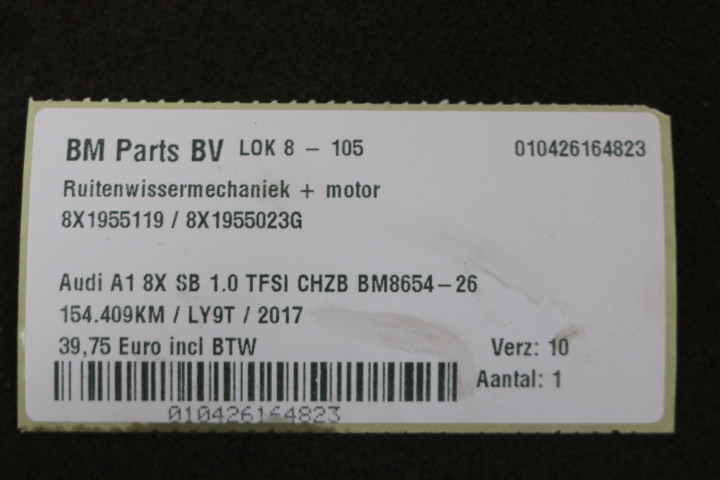 BM Parts BV LOK 8 - 105 010426164823
Ruitenwissermechaniek + motor
8X1955119 / 8X1955023G
Audi A1 8X SB 1.0 TFSI CHZB BM8654-26
154.409KM / LY9T / 2017
39,75 Euro incl BTW Verz: 10
Aantal: 1
010426164823